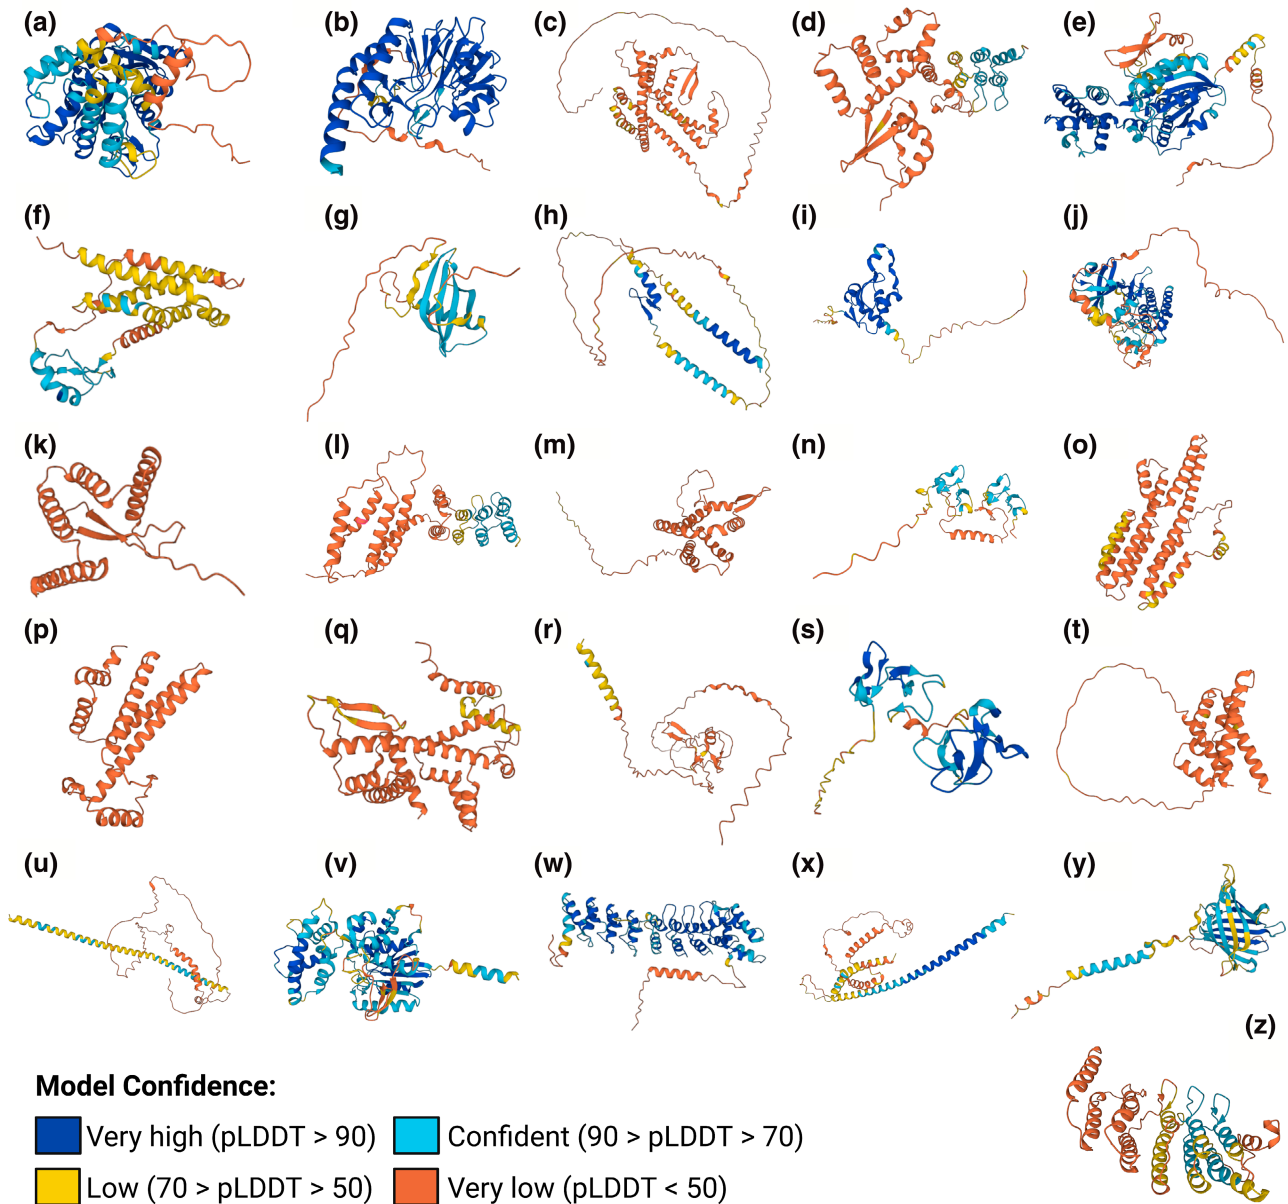 (a) (b) (c) (d) (e)
(f) (g) (h) (i) (j)
(k) (l) (m) (n) (o)
(p) (q) (r) (s) (t)
(u) (v) (w) (x) (y)
(z)
Model Confidence:
Very high (pLDDT > 90) Confident (90 > pLDDT > 70)
Low (70 > pLDDT > 50) Very low (pLDDT < 50)